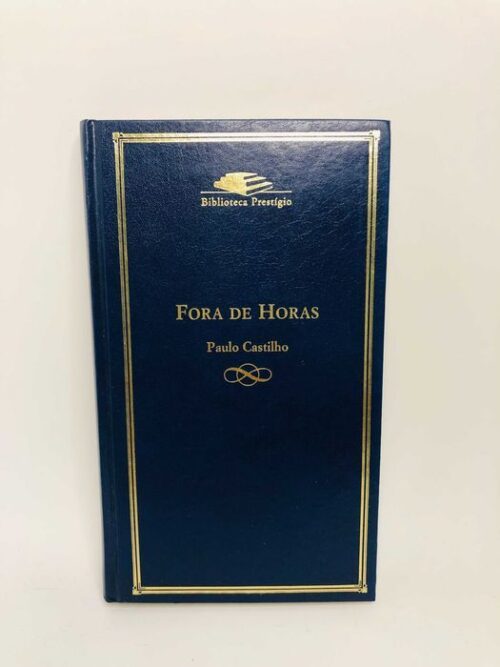 Biblioteca Prestígio
FORA DE HORAS
Paulo Castilho